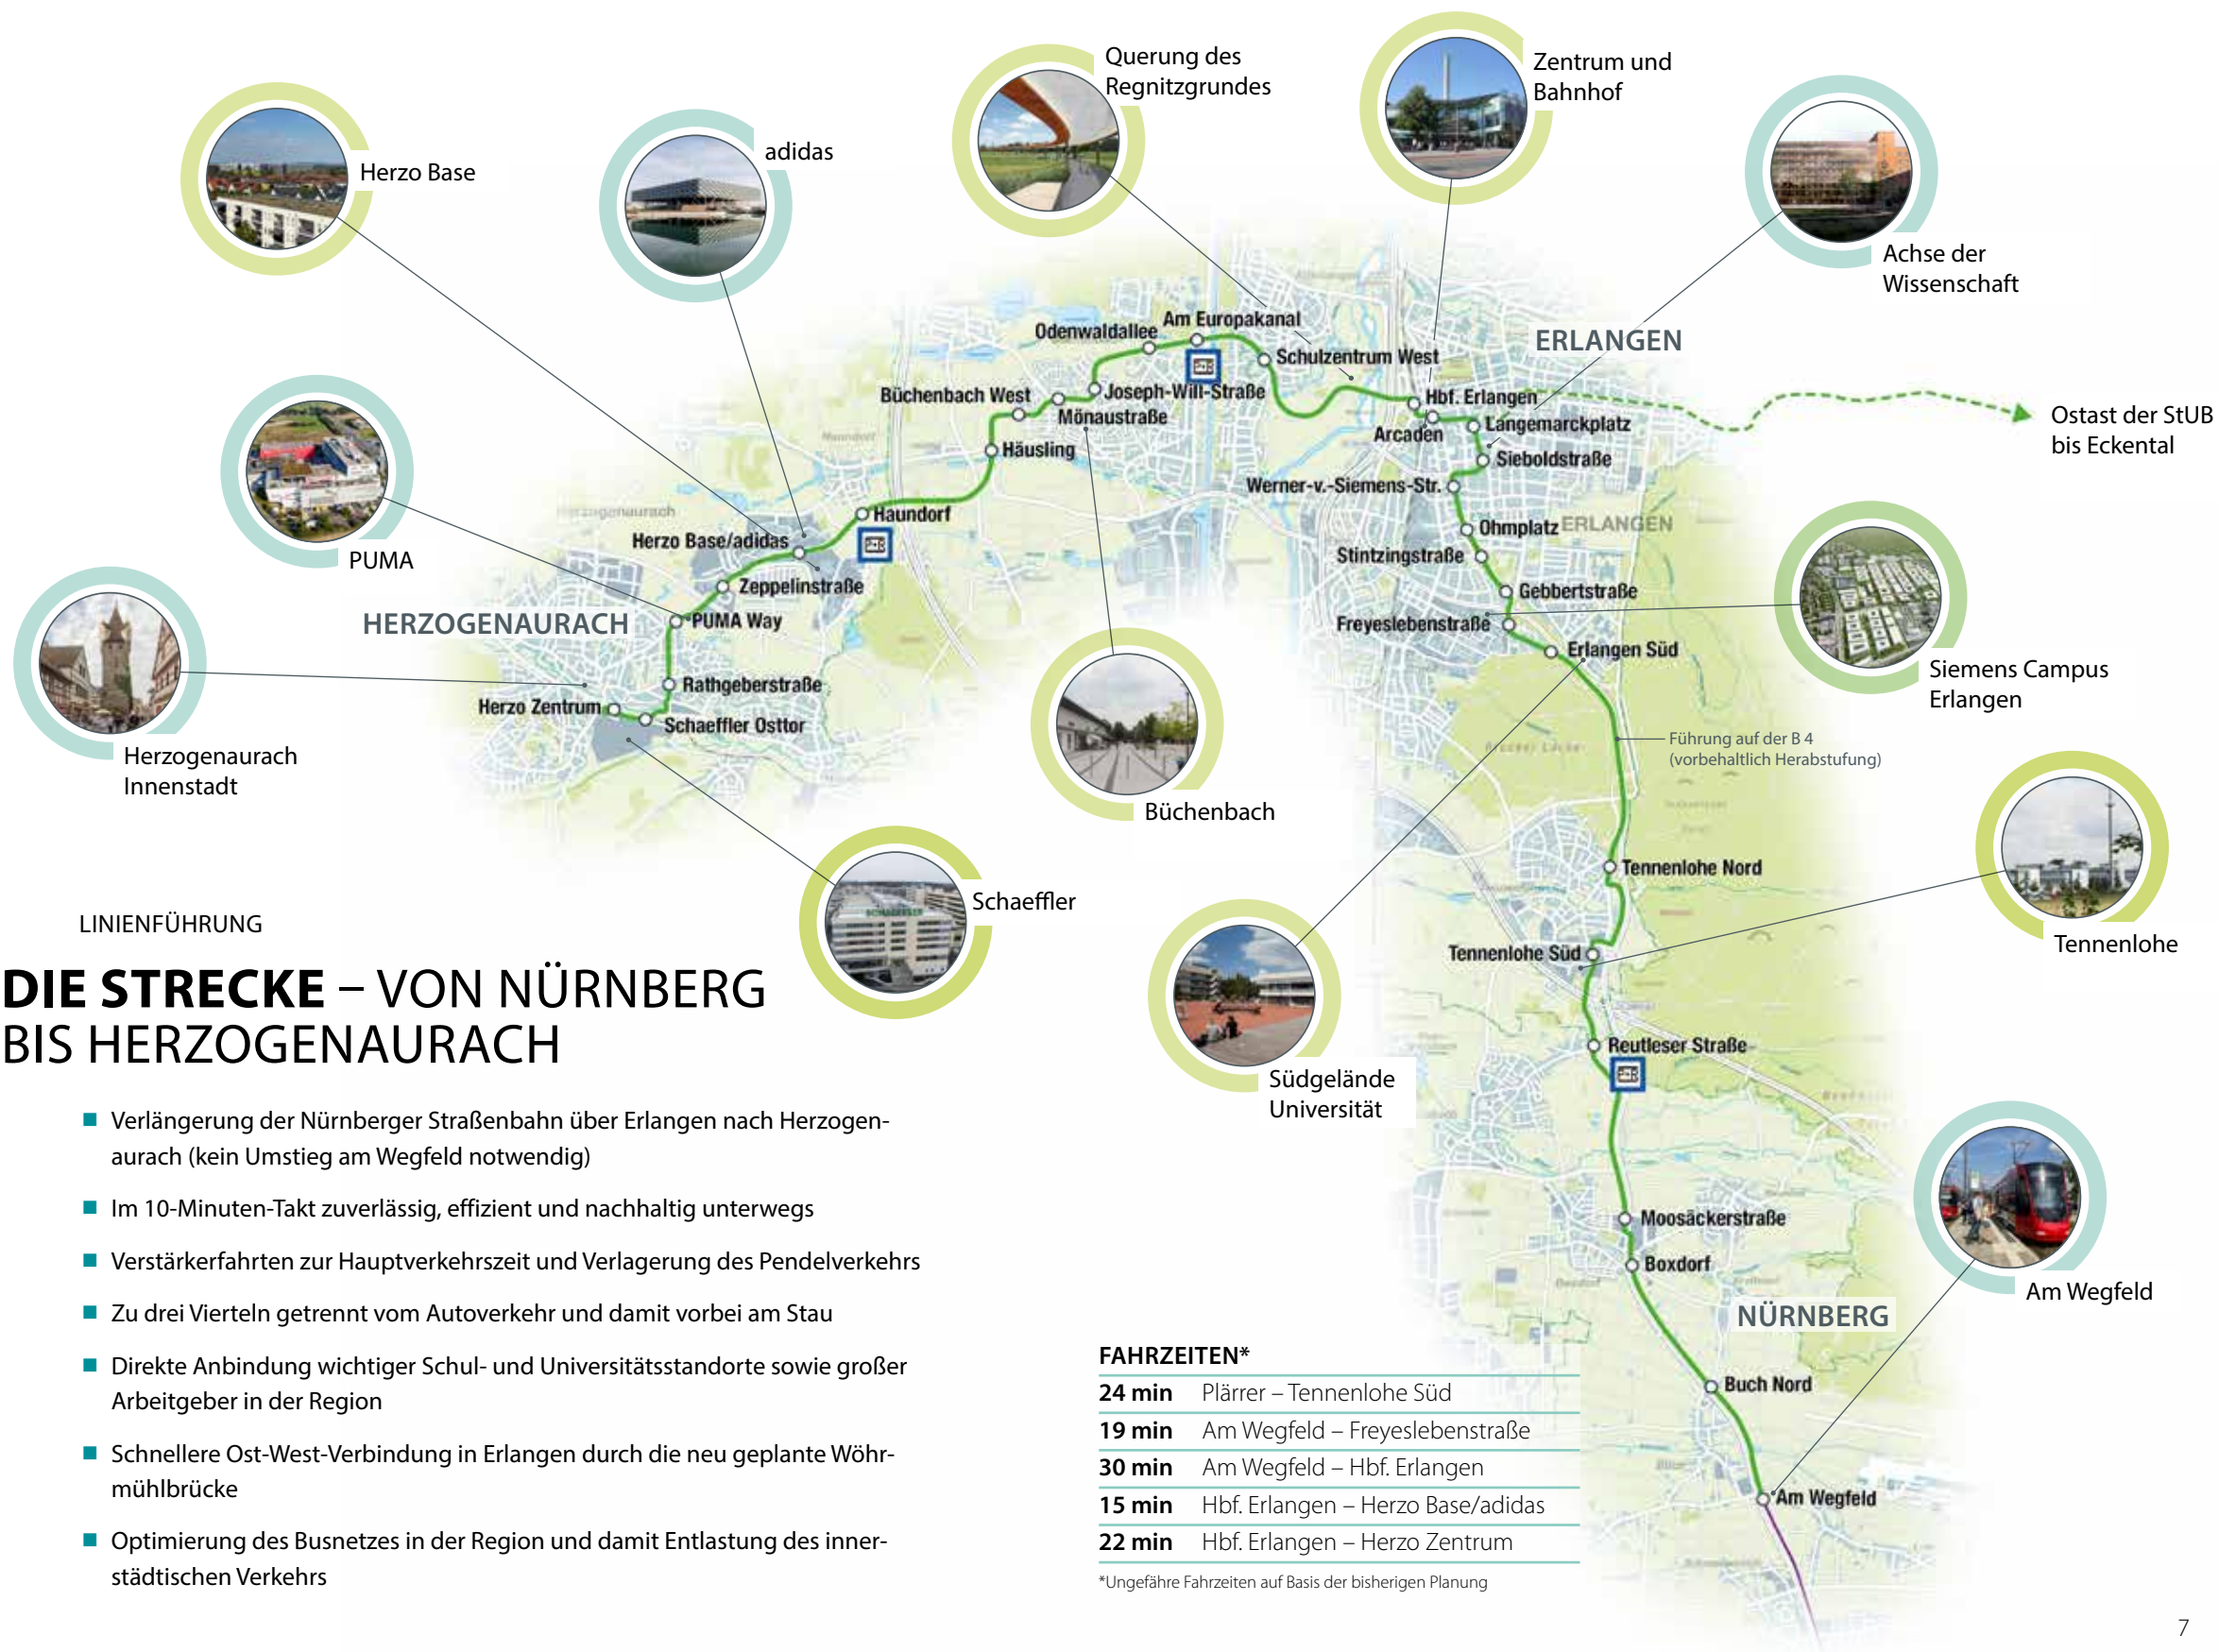 Querung des
Regnitzgrundes
Zentrum und
Bahnhof
Herzo Base
adidas
Achse der
Wissenschaft
PUMA
Herzogenaurach
Innenstadt
HERZOGENAURACH
ERLANGEN
Ostast der StUB
bis Eckental
Odenwaldallee
Am Europakanal
Schulzentrum West
Büchenbach West
Joseph-Will-Straße
Mönaustraße
Häusling
Hbf. Erlangen
Arcaden
Langemarckplatz
Sieboldstraße
Werner-v.-Siemens-Str.
Ohmplatz
ERLANGEN
Stintzingstraße
Gebbertstraße
Freyeslebenstraße
Erlangen Süd
Haundorf
Herzo Base/adidas
Zeppelinstraße
PUMA Way
Rathgeberstraße
Herzo Zentrum
Schaeffler Osttor
Siemens Campus
Erlangen
Führung auf der B 4
(vorbehaltlich Herabstufung)
Büchenbach
Schaeffler
Tennenlohe
Tennenlohe Nord
Tennenlohe Süd
Südgelände
Universität
Reutleser Straße
Moosäckerstraße
Boxdorf
NÜRNBERG
Am Wegfeld
Buch Nord
Am Wegfeld
LINIENFÜHRUNG
DIE STRECKE – VON NÜRNBERG
BIS HERZOGENAURACH
■ Verlängerung der Nürnberger Straßenbahn über Erlangen nach Herzogen-
aurach (kein Umstieg am Wegfeld notwendig)
■ Im 10-Minuten-Takt zuverlässig, effizient und nachhaltig unterwegs
■ Verstärkerfahrten zur Hauptverkehrszeit und Verlagerung des Pendelverkehrs
■ Zu drei Vierteln getrennt vom Autoverkehr und damit vorbei am Stau
■ Direkte Anbindung wichtiger Schul- und Universitätsstandorte sowie großer
Arbeitgeber in der Region
■ Schnellere Ost-West-Verbindung in Erlangen durch die neu geplante Wöhr-
mühlbrücke
■ Optimierung des Busnetzes in der Region und damit Entlastung des inner-
städtischen Verkehrs
FAHRZEITEN*
24 min Plärrer – Tennenlohe Süd
19 min Am Wegfeld – Freyeslebenstraße
30 min Am Wegfeld – Hbf. Erlangen
15 min Hbf. Erlangen – Herzo Base/adidas
22 min Hbf. Erlangen – Herzo Zentrum
*Ungefähre Fahrzeiten auf Basis der bisherigen Planung
7